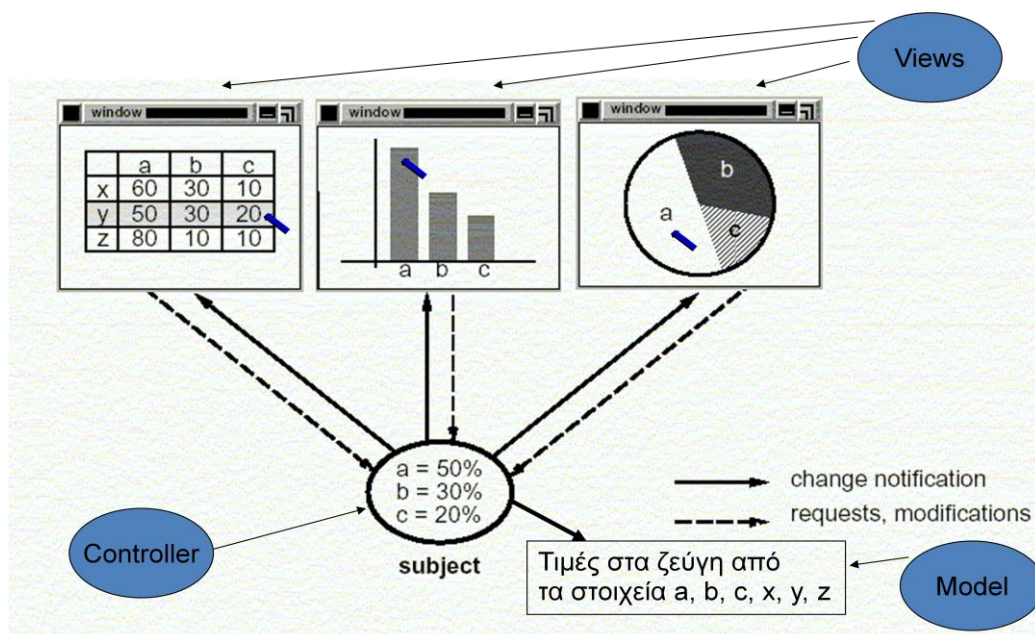 Views
window
window
window
a b c
x 60 30 10
y 50 30 20
z 80 10 10
a b c
a
b
c
a = 50%
b = 30%
c = 20%
subject
change notification
requests, modifications
Controller
Τιμές στα ζεύγη από
τα στοιχεία a, b, c, x, y, z
Model